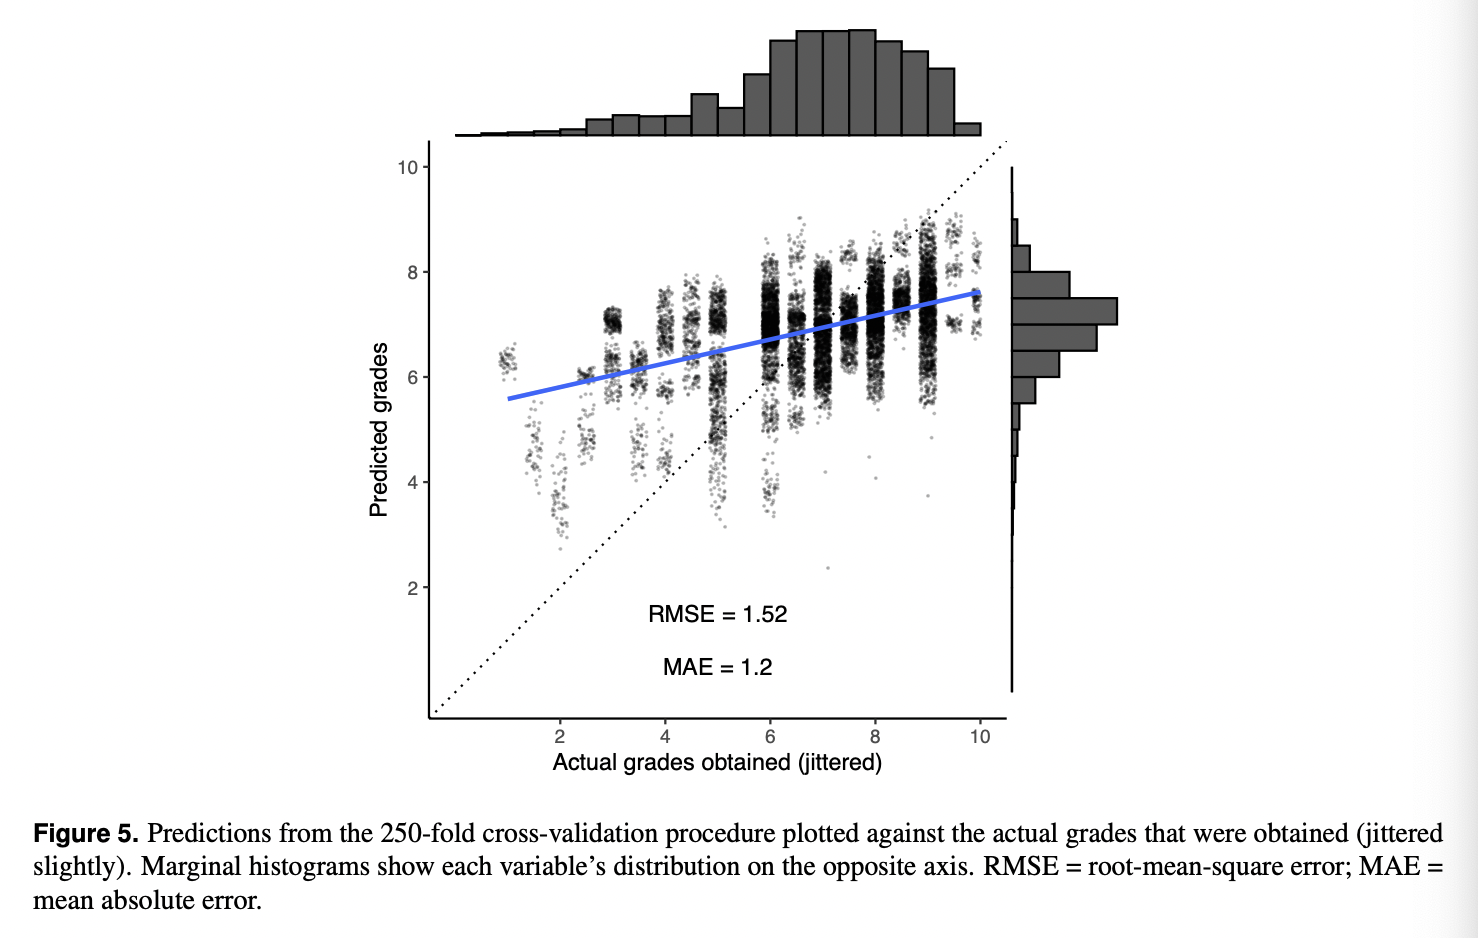 10
8
6
4
2
Predicted grades
RMSE = 1.52
MAE = 1.2
2 4 6 8 10
Actual grades obtained (jittered)
Figure 5. Predictions from the 250-fold cross-validation procedure plotted against the actual grades that were obtained (jittered
slightly). Marginal histograms show each variable’s distribution on the opposite axis. RMSE = root-mean-square error; MAE =
mean absolute error.